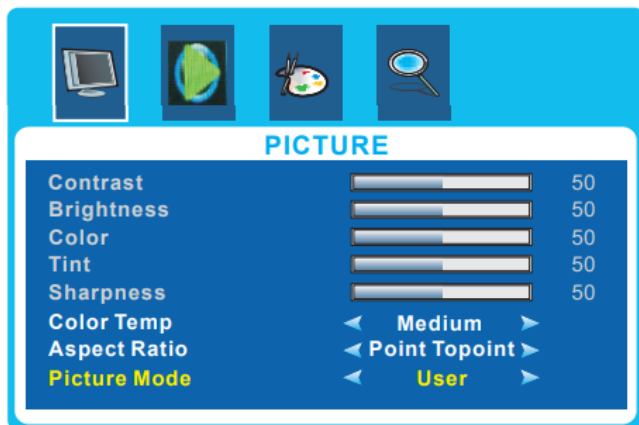 PICTURE
Contrast 50
Brightness 50
Color 50
Tint 50
Sharpness 50
Color Temp Medium
Aspect Ratio Point Topoint
Picture Mode User